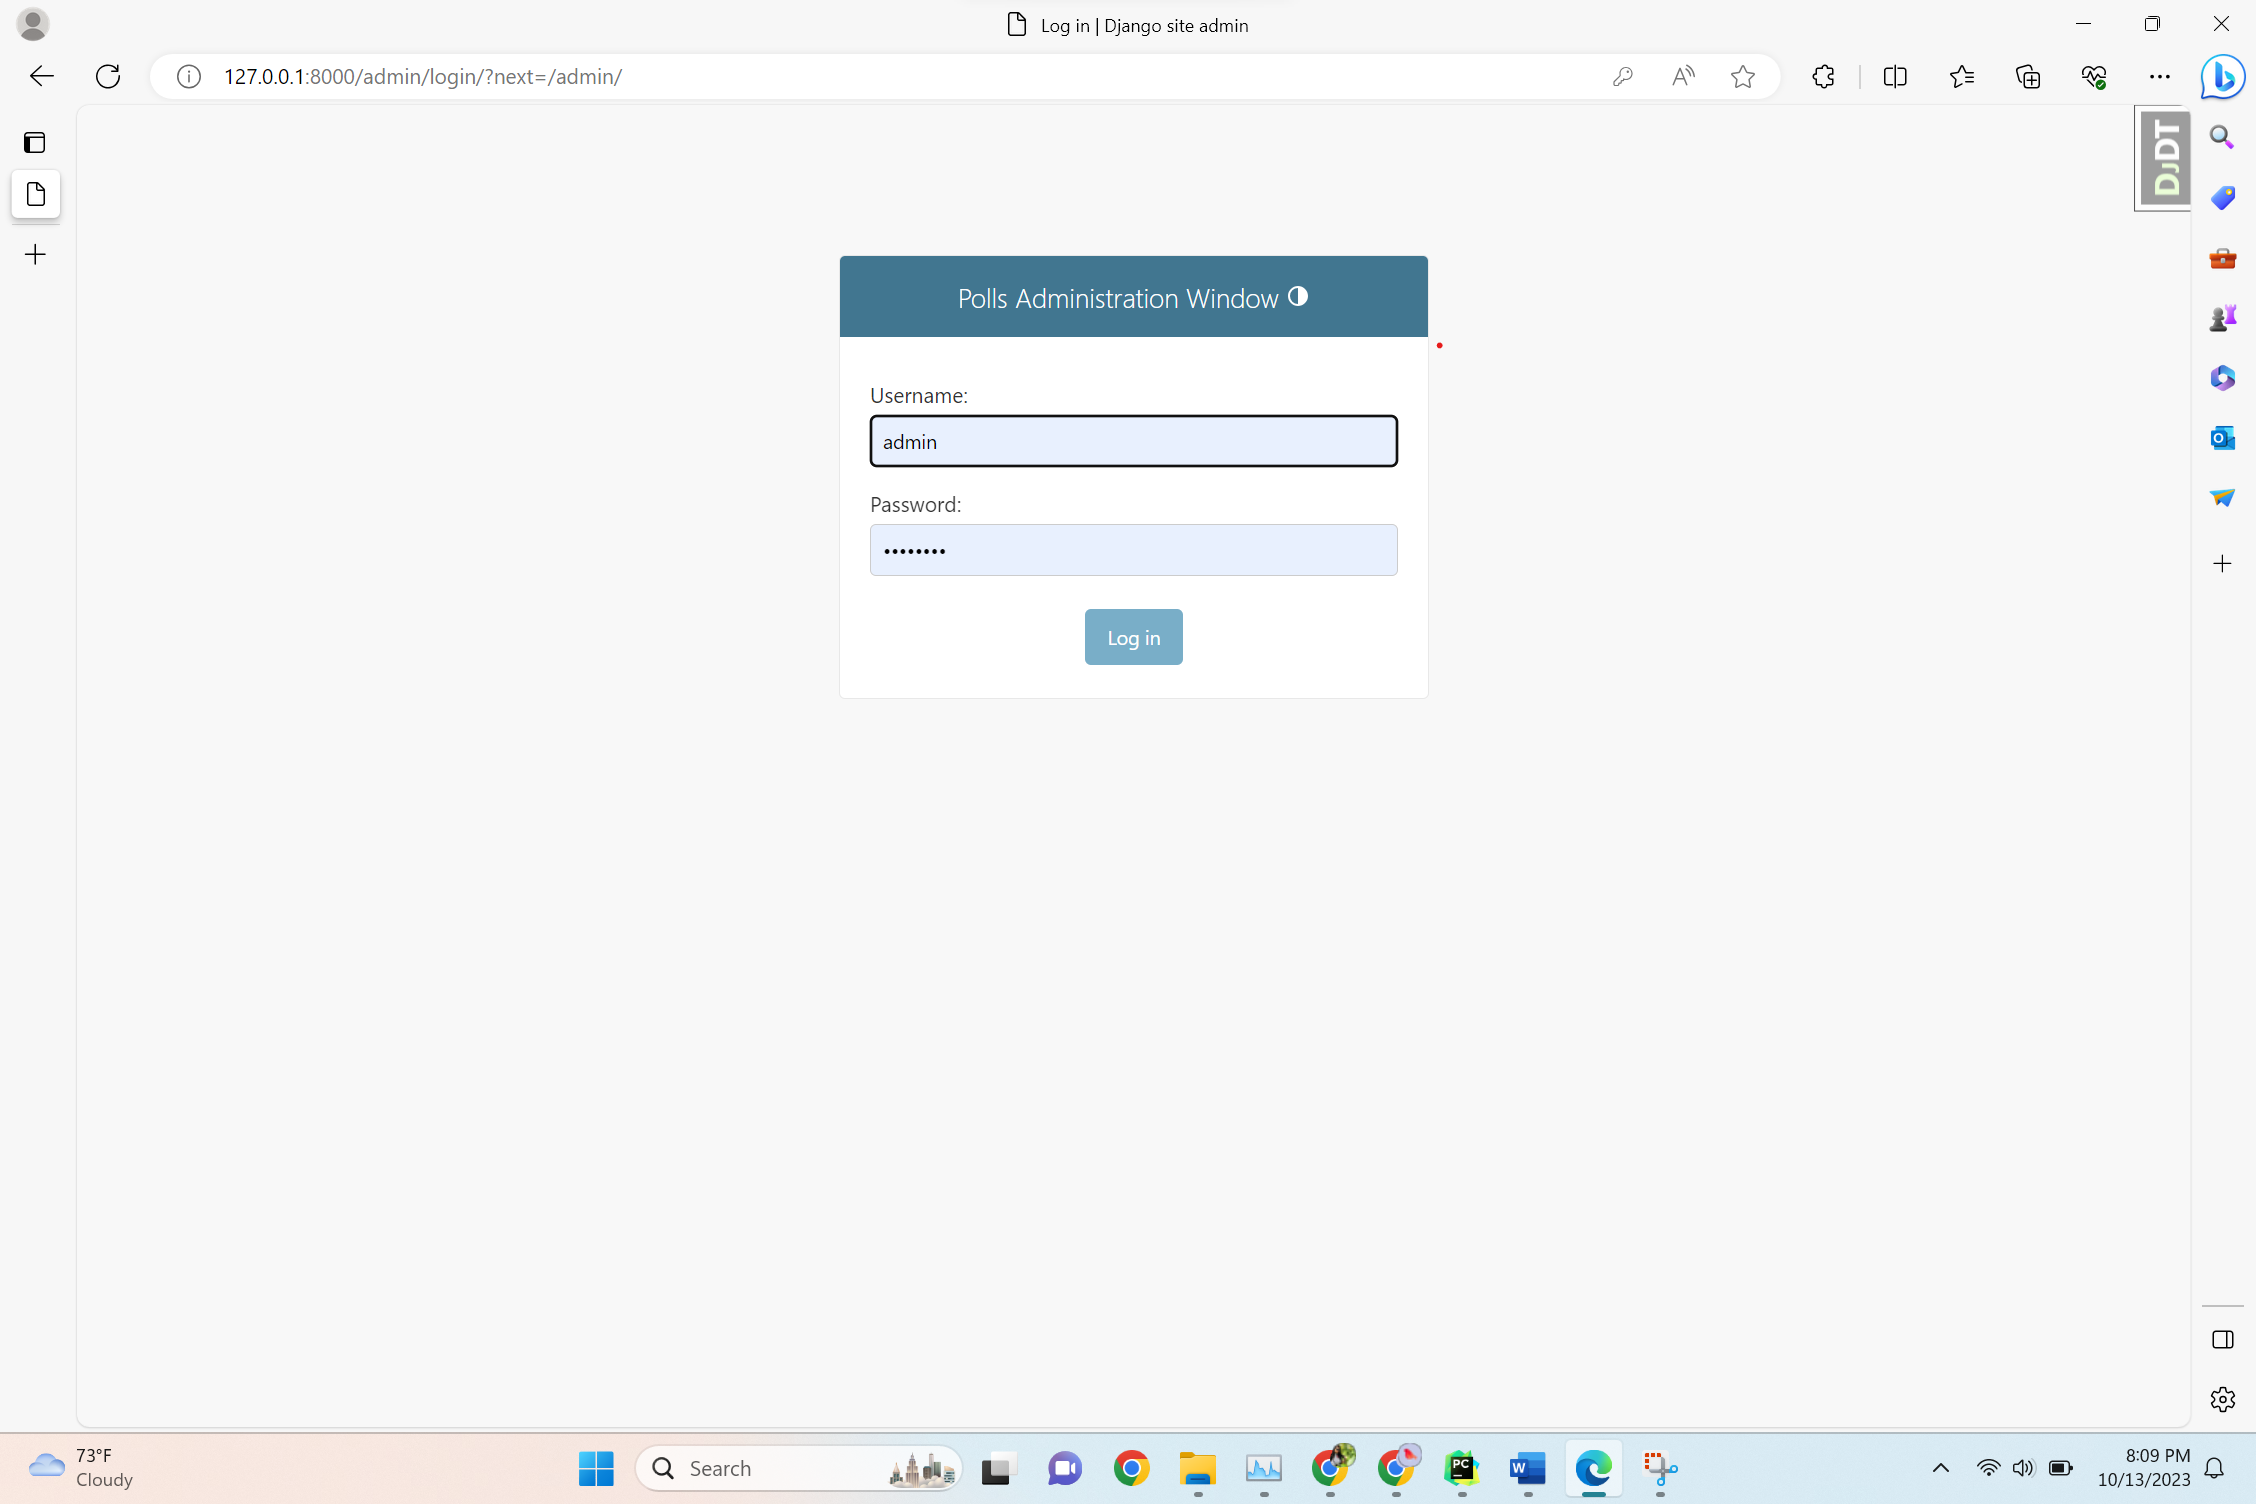 Log in | Django site admin
127.0.0.1:8000/admin/login/?next=/admin/
DJDT
Polls Administration Window
Username:
admin
Password:
••••••••
Log in
73°F
Cloudy
Search
PC
W
8:09 PM
10/13/2023